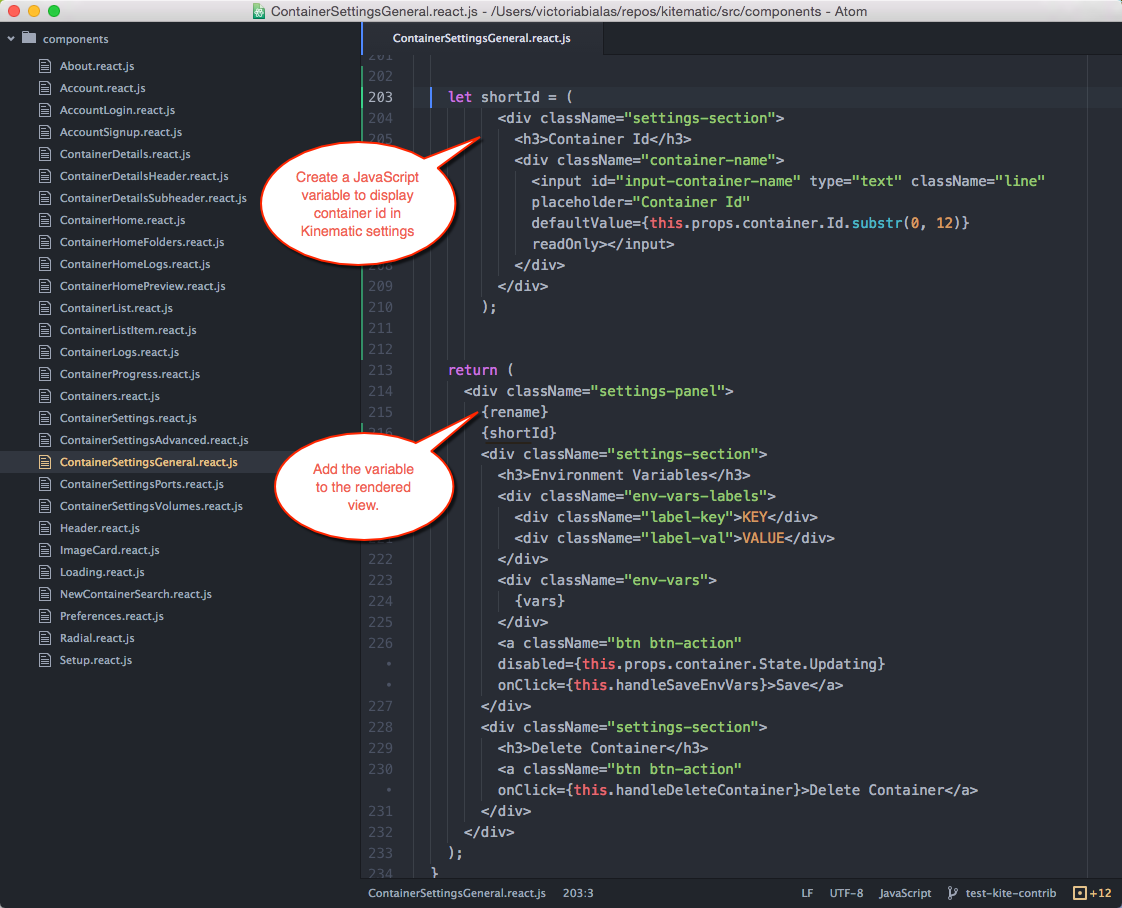 ContainerSettingsGeneral.react.js - /Users/victoriabialas/repos/kitematic/src/components - Atom
components
About.react.js
Account.react.js
AccountLogin.react.js
AccountSignup.react.js
ContainerDetails.react.js
ContainerDetailsHeader.react.js
ContainerDetailsSubheader.react.js
ContainerHome.react.js
ContainerHomeFolders.react.js
ContainerHomeLogs.react.js
ContainerHomePreview.react.js
ContainerList.react.js
ContainerListItem.react.js
ContainerLogs.react.js
ContainerProgress.react.js
Containers.react.js
ContainerSettings.react.js
ContainerSettingsAdvanced.react.js
ContainerSettingsGeneral.react.js
ContainerSettingsPorts.react.js
ContainerSettingsVolumes.react.js
Header.react.js
ImageCard.react.js
Loading.react.js
NewContainerSearch.react.js
Preferences.react.js
Radial.react.js
Setup.react.js
ContainerSettingsGeneral.react.js
201
202
203 let shortId = (
204 <div className="settings-section">
205 <h3>Container Id</h3>
<div className="container-name">
<input id="input-container-name" type="text" className="line"
placeholder="Container Id"
defaultValue={this.props.container.Id.substr(0, 12)}
readOnly></input>
208 </div>
209 </div>
210 );
211
212
213 return (
214 <div className="settings-panel">
215 {rename}
216 {shortId}
<div className="settings-section">
<h3>Environment Variables</h3>
<div className="env-vars-labels">
<div className="label-key">KEY</div>
<div className="label-val">VALUE</div>
222 </div>
223 <div className="env-vars">
224 {vars}
225 </div>
226 <a className="btn btn-action"
• disabled={this.props.container.State.Updating}
• onClick={this.handleSaveEnvVars}>Save</a>
227 </div>
228 <div className="settings-section">
229 <h3>Delete Container</h3>
230 <a className="btn btn-action"
• onClick={this.handleDeleteContainer}>Delete Container</a>
231 </div>
232 </div>
233 );
234 }
Create a JavaScript
variable to display
container id in
Kinematic settings
Add the variable
to the rendered
view.
ContainerSettingsGeneral.react.js 203:3 LF UTF-8 JavaScript test-kite-contrib +12